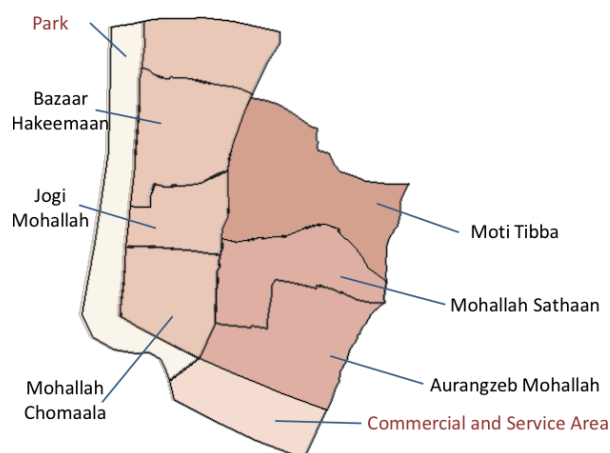 Park
Bazaar
Hakeemaan
Jogi
Mohallah
Moti Tibba
Mohallah Sathaan
Mohallah
Chomaala
Aurangzeb Mohallah
Commercial and Service Area